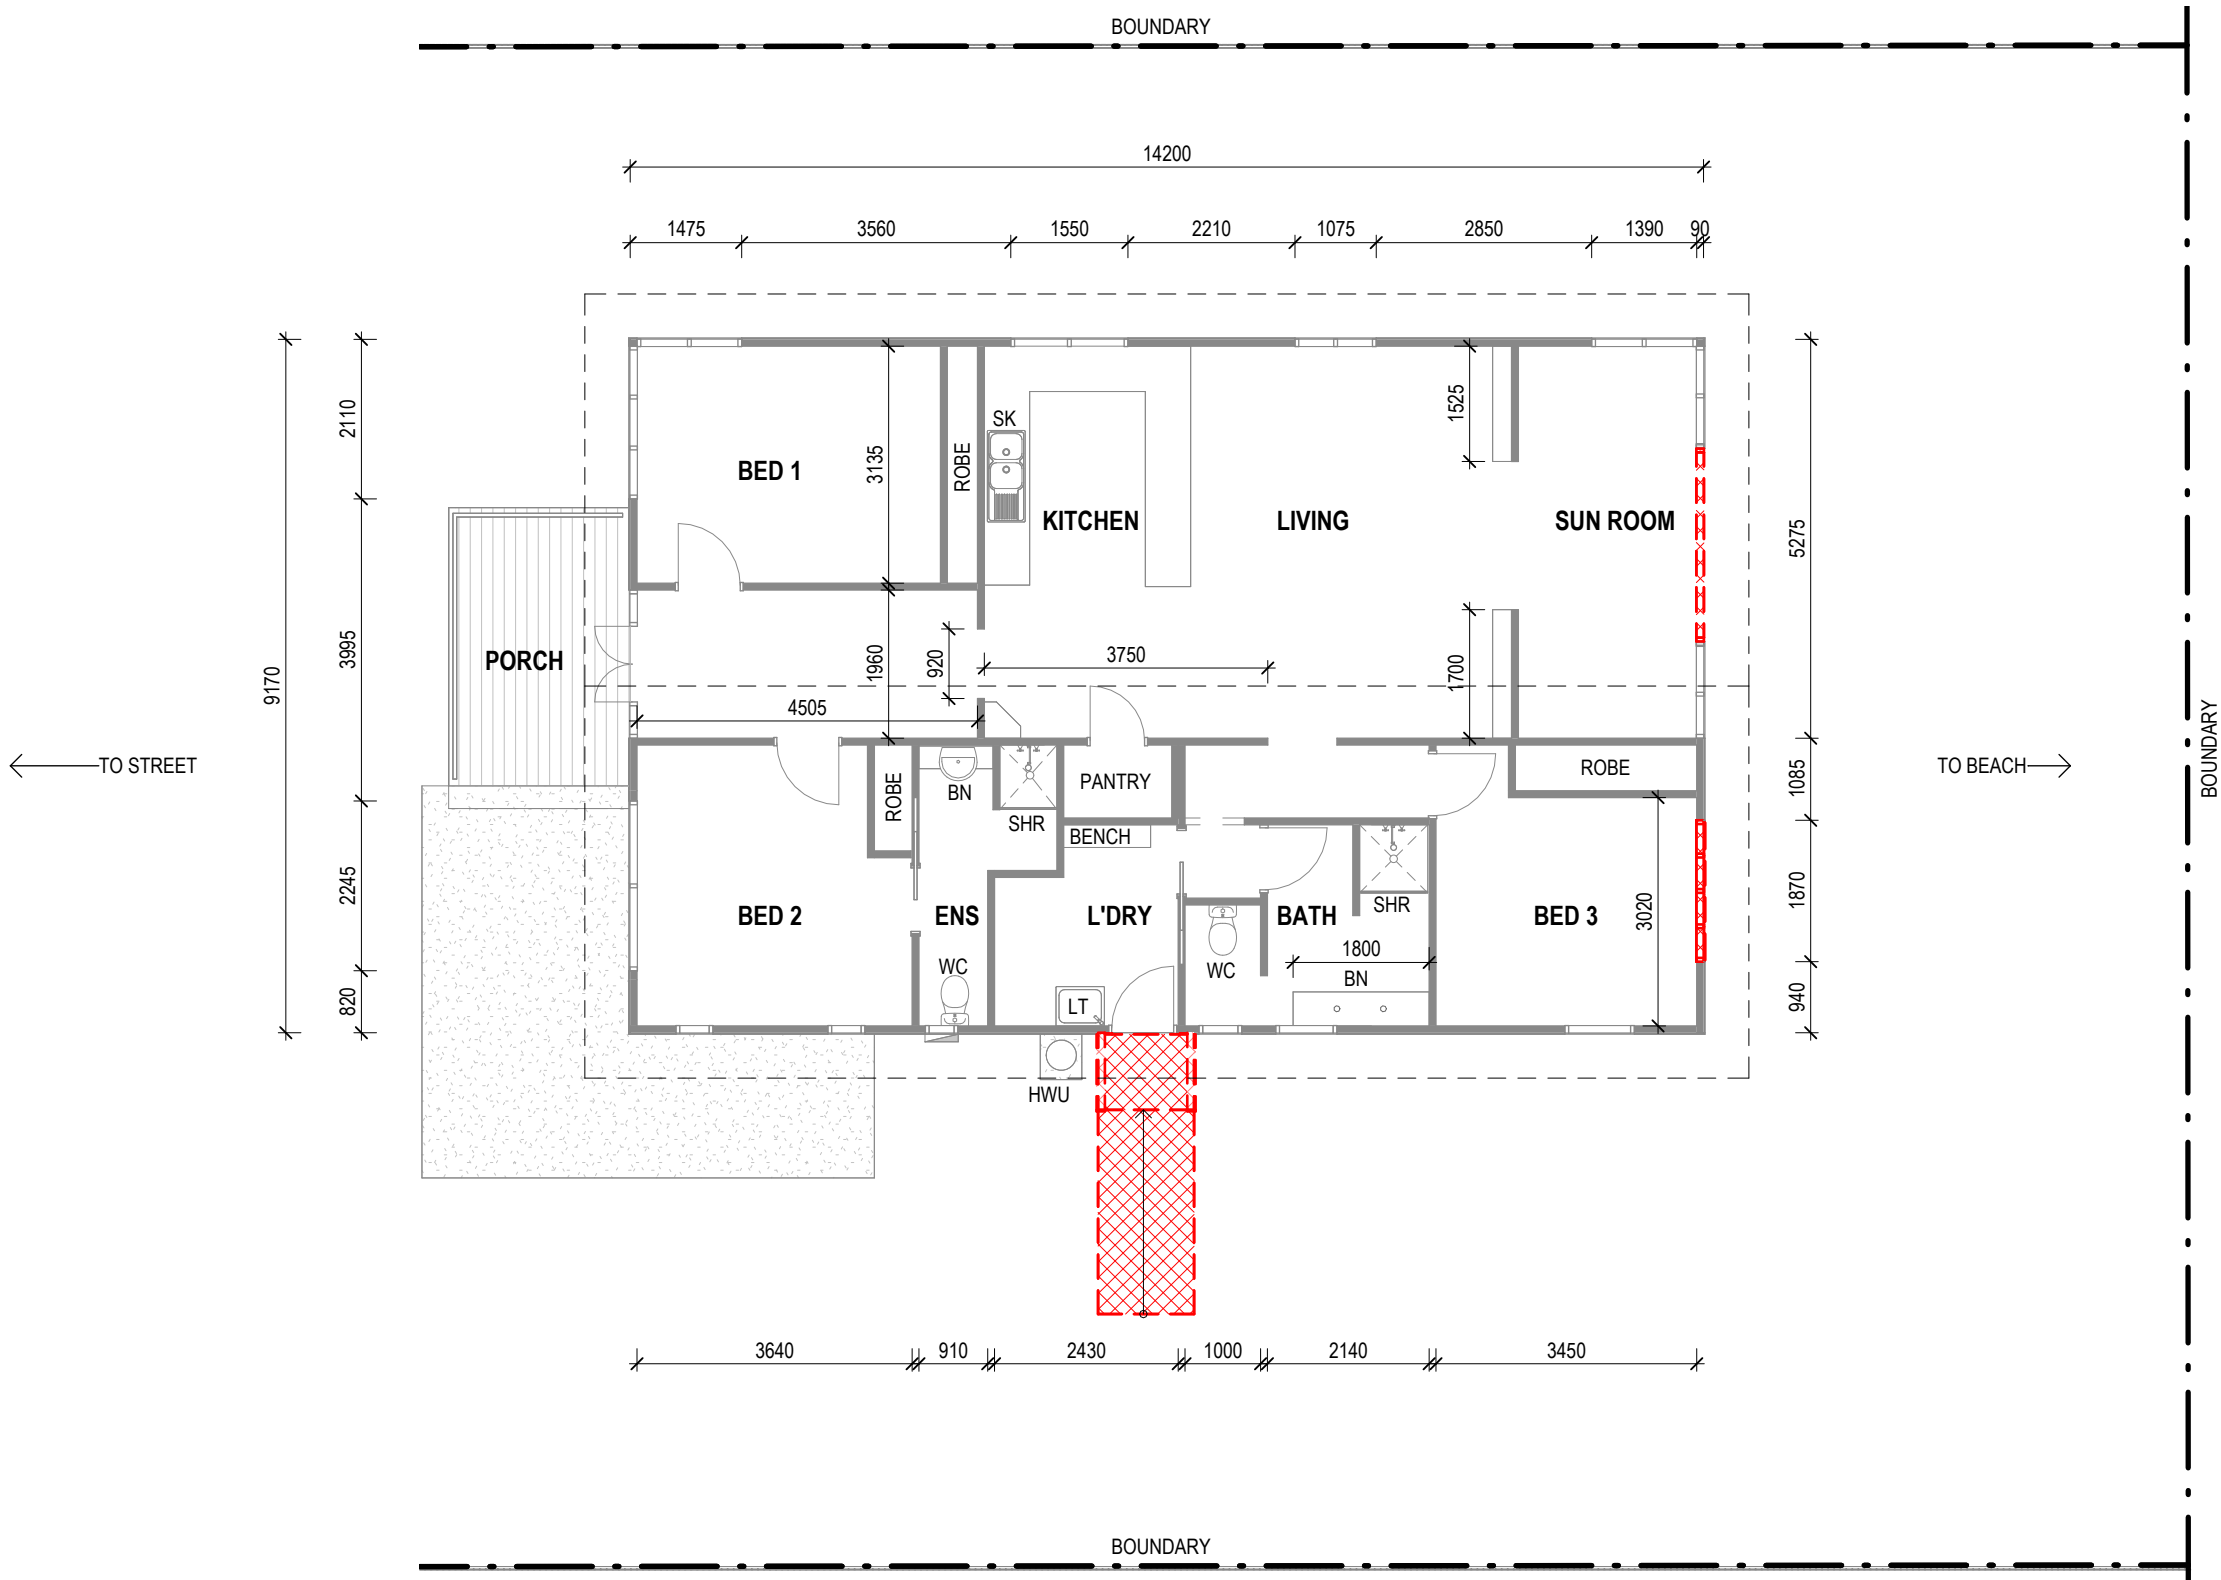 BOUNDARY
14200
1475 3560 1550 2210 1075 2850 1390 90
9170
2110
3995
2245
820
5275
1085
1870
940
BED 1
3135
ROBE
SK
KITCHEN
LIVING
1525
SUN ROOM
PORCH
1960
920
3750
1700
4505
TO STREET
TO BEACH
BOUNDARY
ROBE
BN
SHR
PANTRY
BENCH
ROBE
BED 2
ENS
L'DRY
BATH
SHR
BED 3
3020
WC
WC
1800
BN
LT
HWU
3640 910 2430 1000 2140 3450
BOUNDARY